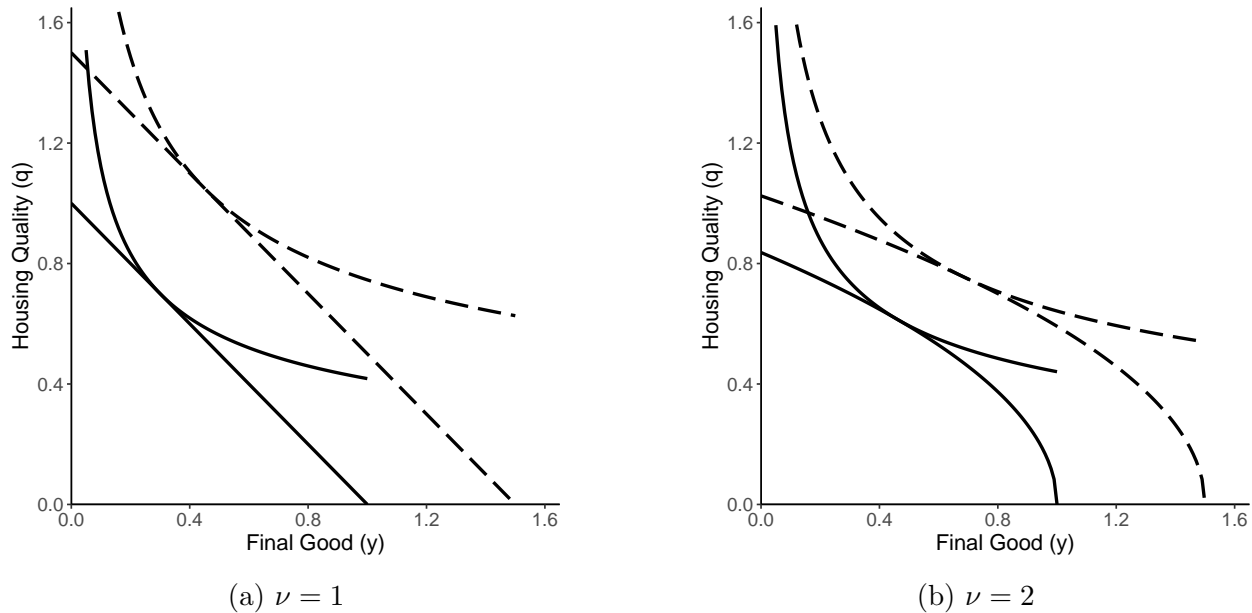 1.6
1.2
0.8
0.4
0.0
Housing Quality (q)
0.0 0.4 0.8 1.2 1.6
Final Good (y)
(a) ν = 1
1.6
1.2
0.8
0.4
0.0
Housing Quality (q)
0.0 0.4 0.8 1.2 1.6
Final Good (y)
(b) ν = 2